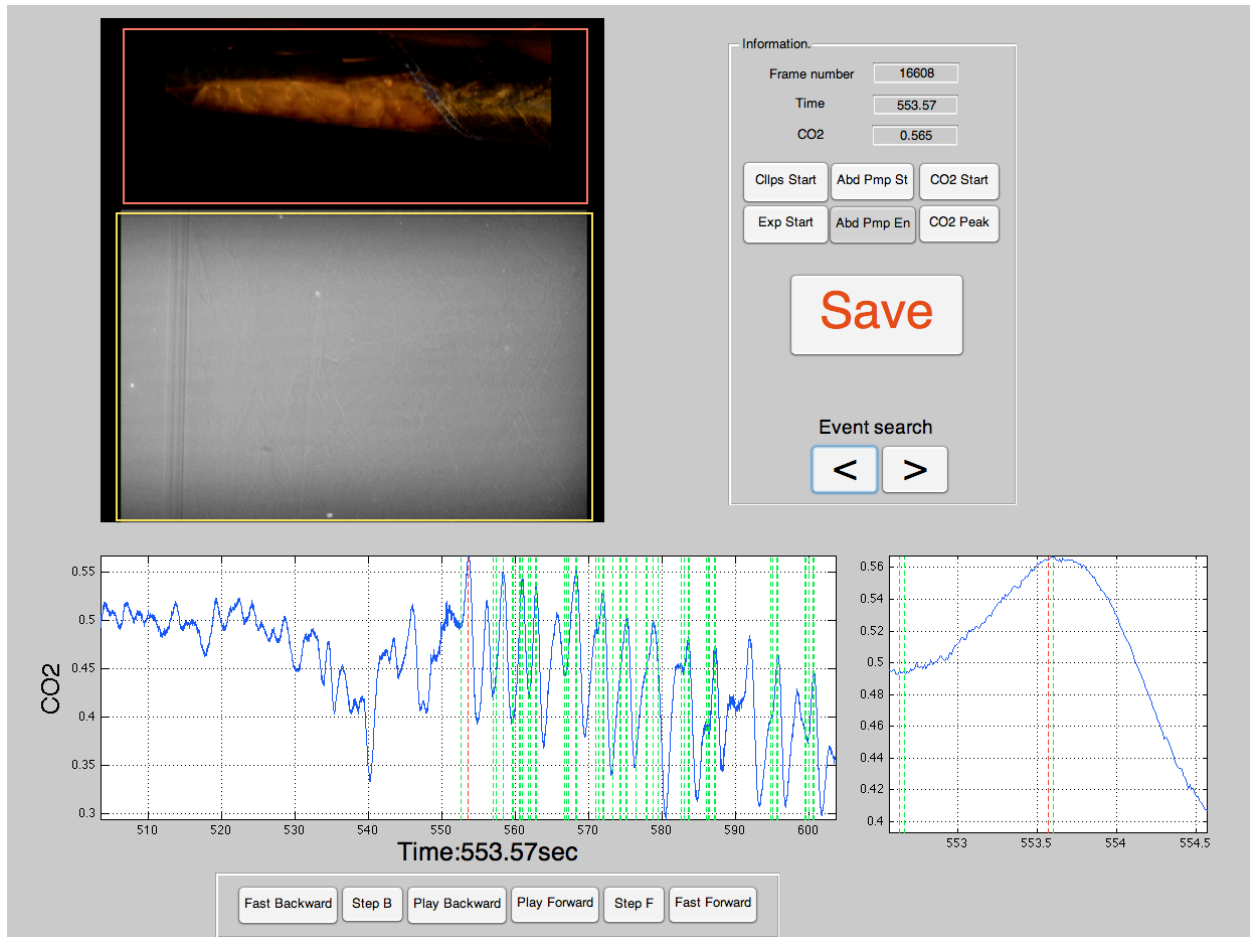 Information.
Frame number 16608
Time 553.57
CO2 0.565
Cllps Start Abd Pmp St CO2 Start
Exp Start Abd Pmp En CO2 Peak
Save
Event search
< >
CO2
0.55
0.5
0.45
0.4
0.35
0.3
510 520 530 540 550 560 570 580 590 600
Time:553.57sec
0.56
0.54
0.52
0.5
0.48
0.46
0.44
0.42
0.4
553 553.5 554 554.5
Fast Backward Step B Play Backward Play Forward Step F Fast Forward